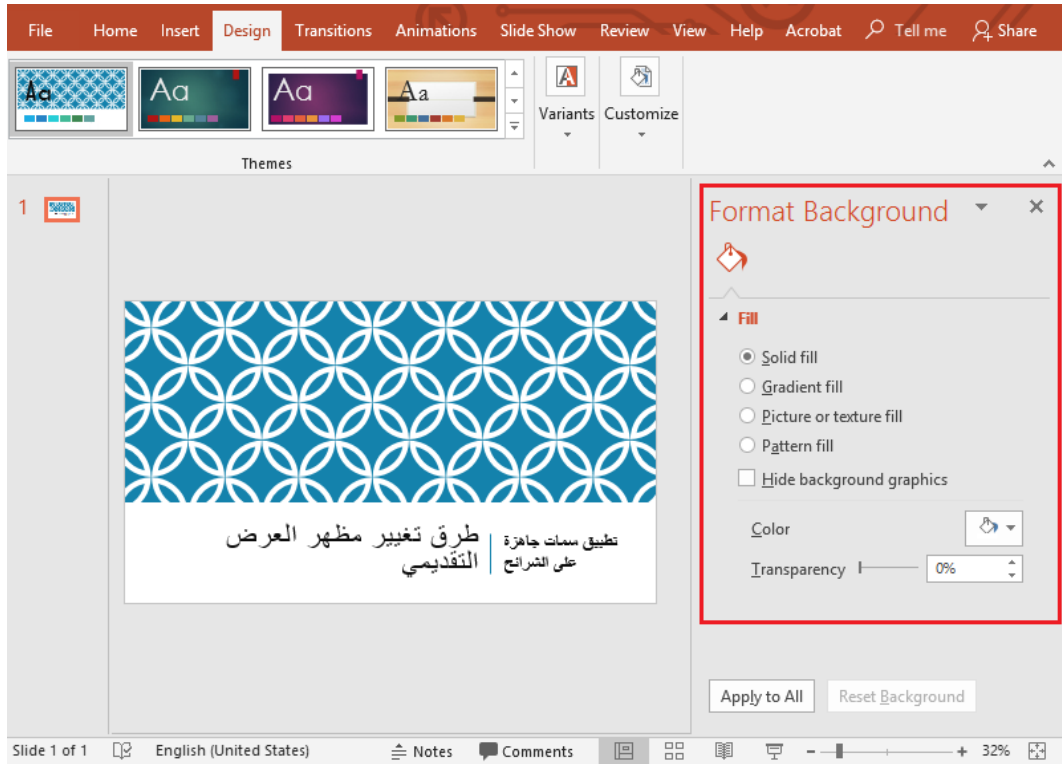 File Home Insert Design Transitions Animations Slide Show Review View Help Acrobat Tell me Share
Aa Aa Aa Aa
Variants Customize
Themes
1
Format Background
Fill
Solid fill
Gradient fill
Picture or texture fill
Pattern fill
Hide background graphics
Color
Transparency 0%
طرق تغيير مظهر العرض
التقديمي
تطبيق سمات جاهزة
على الشرائح
Apply to All Reset Background
Slide 1 of 1 English (United States) Notes Comments 32%